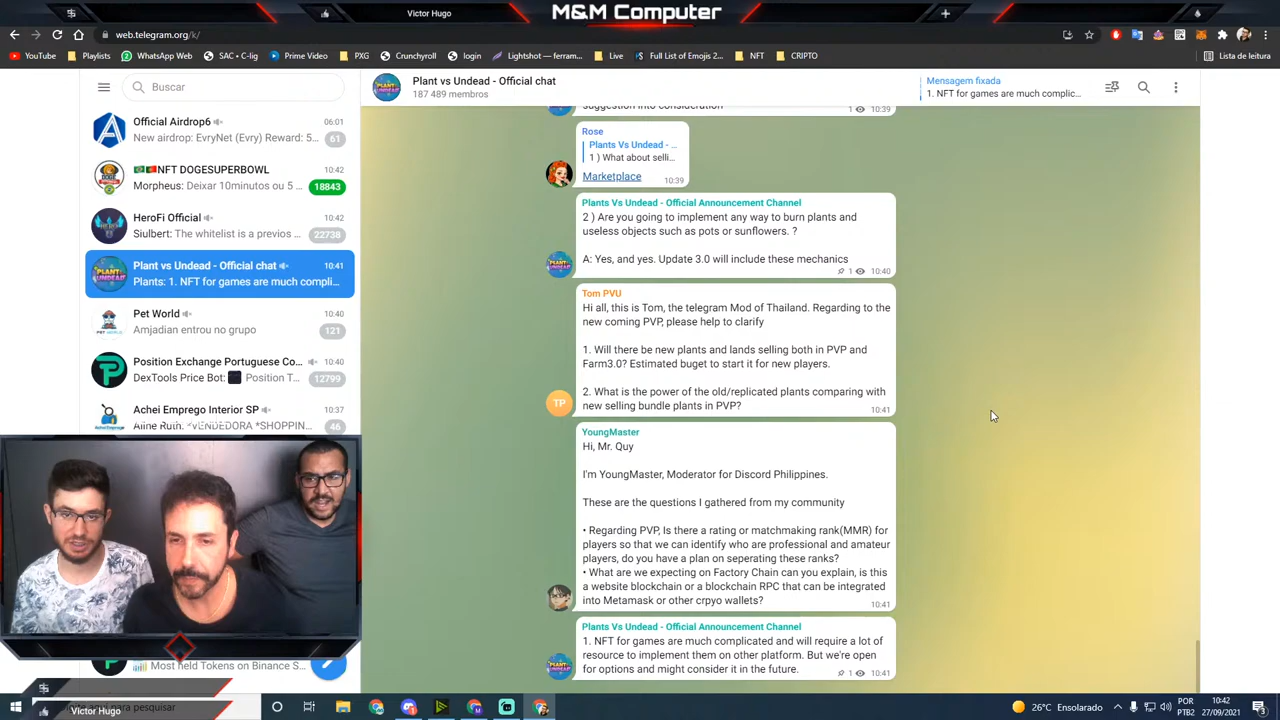 M&M Computer
Victor Hugo
web.telegram.org/k/
YouTube
Playlists
WhatsApp Web
SAC • C-lig
Prime Video
PXG
Crunchyroll
login
Lightshot — ferram...
Live
Full List of Emojis 2...
NFT
CRIPTO
Lista de leitura
Buscar
Plant vs Undead - Official chat
187 489 membros
Mensagem fixada
1. NFT for games are much complic...
Official Airdrop6
06:01
New airdrop: EvryNet (Evry) Reward: 5...
61
NFT DOGESUPERBOWL
10:42
Morpheus: Deixar 10minutos ou 5 ...
18843
HeroFi Official
10:42
Siulbert: The whitelist is a previos ...
22738
Plant vs Undead - Official chat
10:41
Plants: 1. NFT for games are much compli...
Pet World
10:40
Amjadian entrou no grupo
121
Position Exchange Portuguese Co...
10:40
DexTools Price Bot: Position T...
12799
Achei Emprego Interior SP
10:37
Aline Ruth: *VENDEDORA *SHOPPIN...
46
Most held Tokens on Binance S...
suggestion into consideration
1 10:39
Rose
Plants Vs Undead - ...
1 ) What about selli...
Marketplace
10:39
Plants Vs Undead - Official Announcement Channel
2 ) Are you going to implement any way to burn plants and
useless objects such as pots or sunflowers. ?
A: Yes, and yes. Update 3.0 will include these mechanics
1 10:40
Tom PVU
Hi all, this is Tom, the telegram Mod of Thailand. Regarding to the
new coming PVP, please help to clarify
1. Will there be new plants and lands selling both in PVP and
Farm3.0? Estimated buget to start it for new players.
2. What is the power of the old/replicated plants comparing with
new selling bundle plants in PVP?
10:41
TP
YoungMaster
Hi, Mr. Quy
I'm YoungMaster, Moderator for Discord Philippines.
These are the questions I gathered from my community
• Regarding PVP, Is there a rating or matchmaking rank(MMR) for
players so that we can identify who are professional and amateur
players, do you have a plan on seperating these ranks?
• What are we expecting on Factory Chain can you explain, is this
a website blockchain or a blockchain RPC that can be integrated
into Metamask or other crpyo wallets?
10:41
Plants Vs Undead - Official Announcement Channel
1. NFT for games are much complicated and will require a lot of
resource to implement them on other platform. But we're open
for options and might consider it in the future.
1 10:41
Victor Hugo
aqui para pesquisar
26°C Ensolarado
POR
PTB2
10:42
27/09/2021